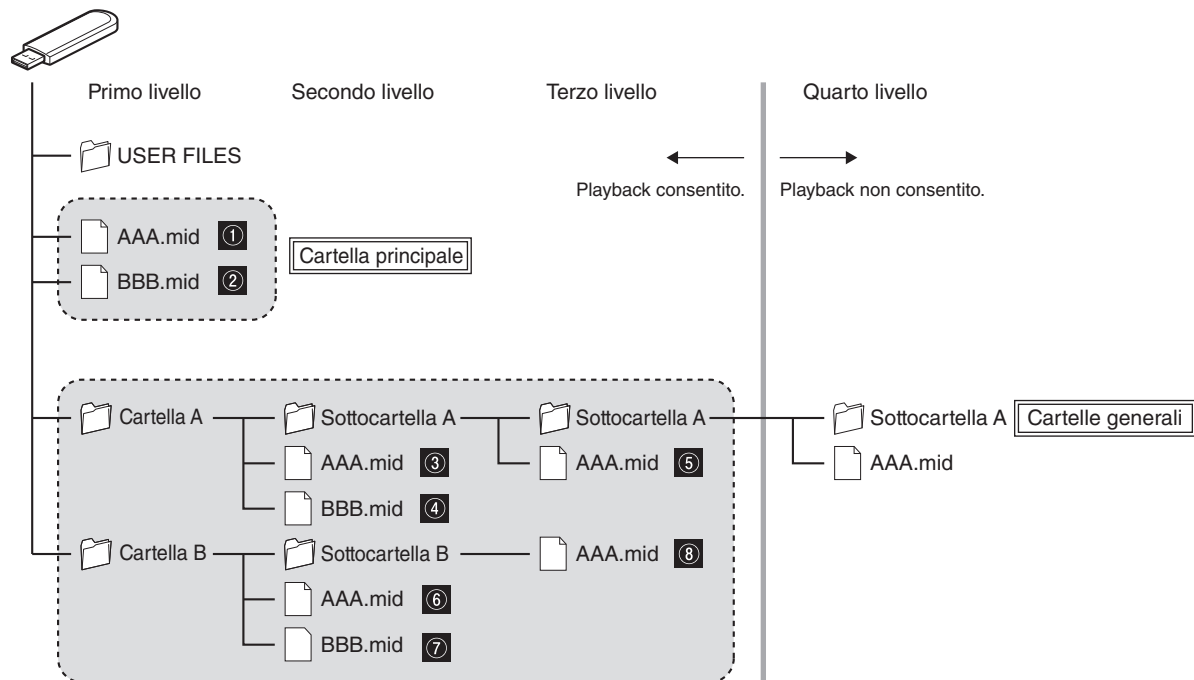 Primo livello Secondo livello Terzo livello Quarto livello
USER FILES
Playback consentito. Playback non consentito.
AAA.mid ①
Cartella principale
BBB.mid ②
Cartella A Sottocartella A Sottocartella A Sottocartella A Cartelle generali
AAA.mid ③ AAA.mid ⑤ AAA.mid
BBB.mid ④
Cartella B Sottocartella B AAA.mid ⑧
AAA.mid ⑥
BBB.mid ⑦